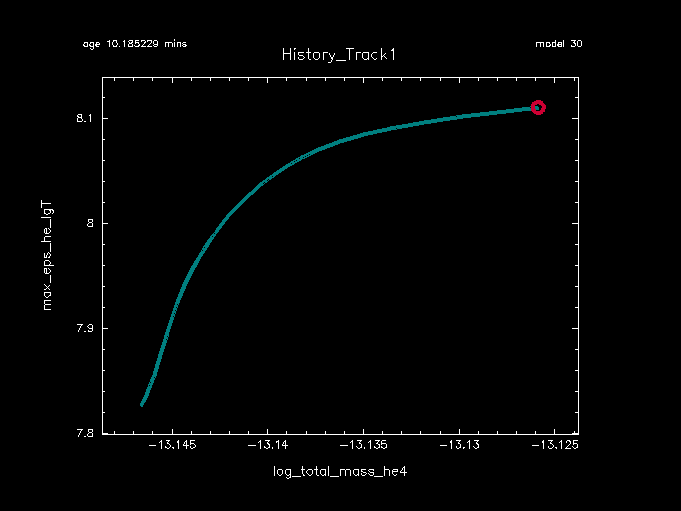 age 10.185229 mins
model 30
History_Track1
max_eps_he_lgT
8.1
8
7.9
7.8
−13.145
−13.14
−13.135
−13.13
−13.125
log_total_mass_he4